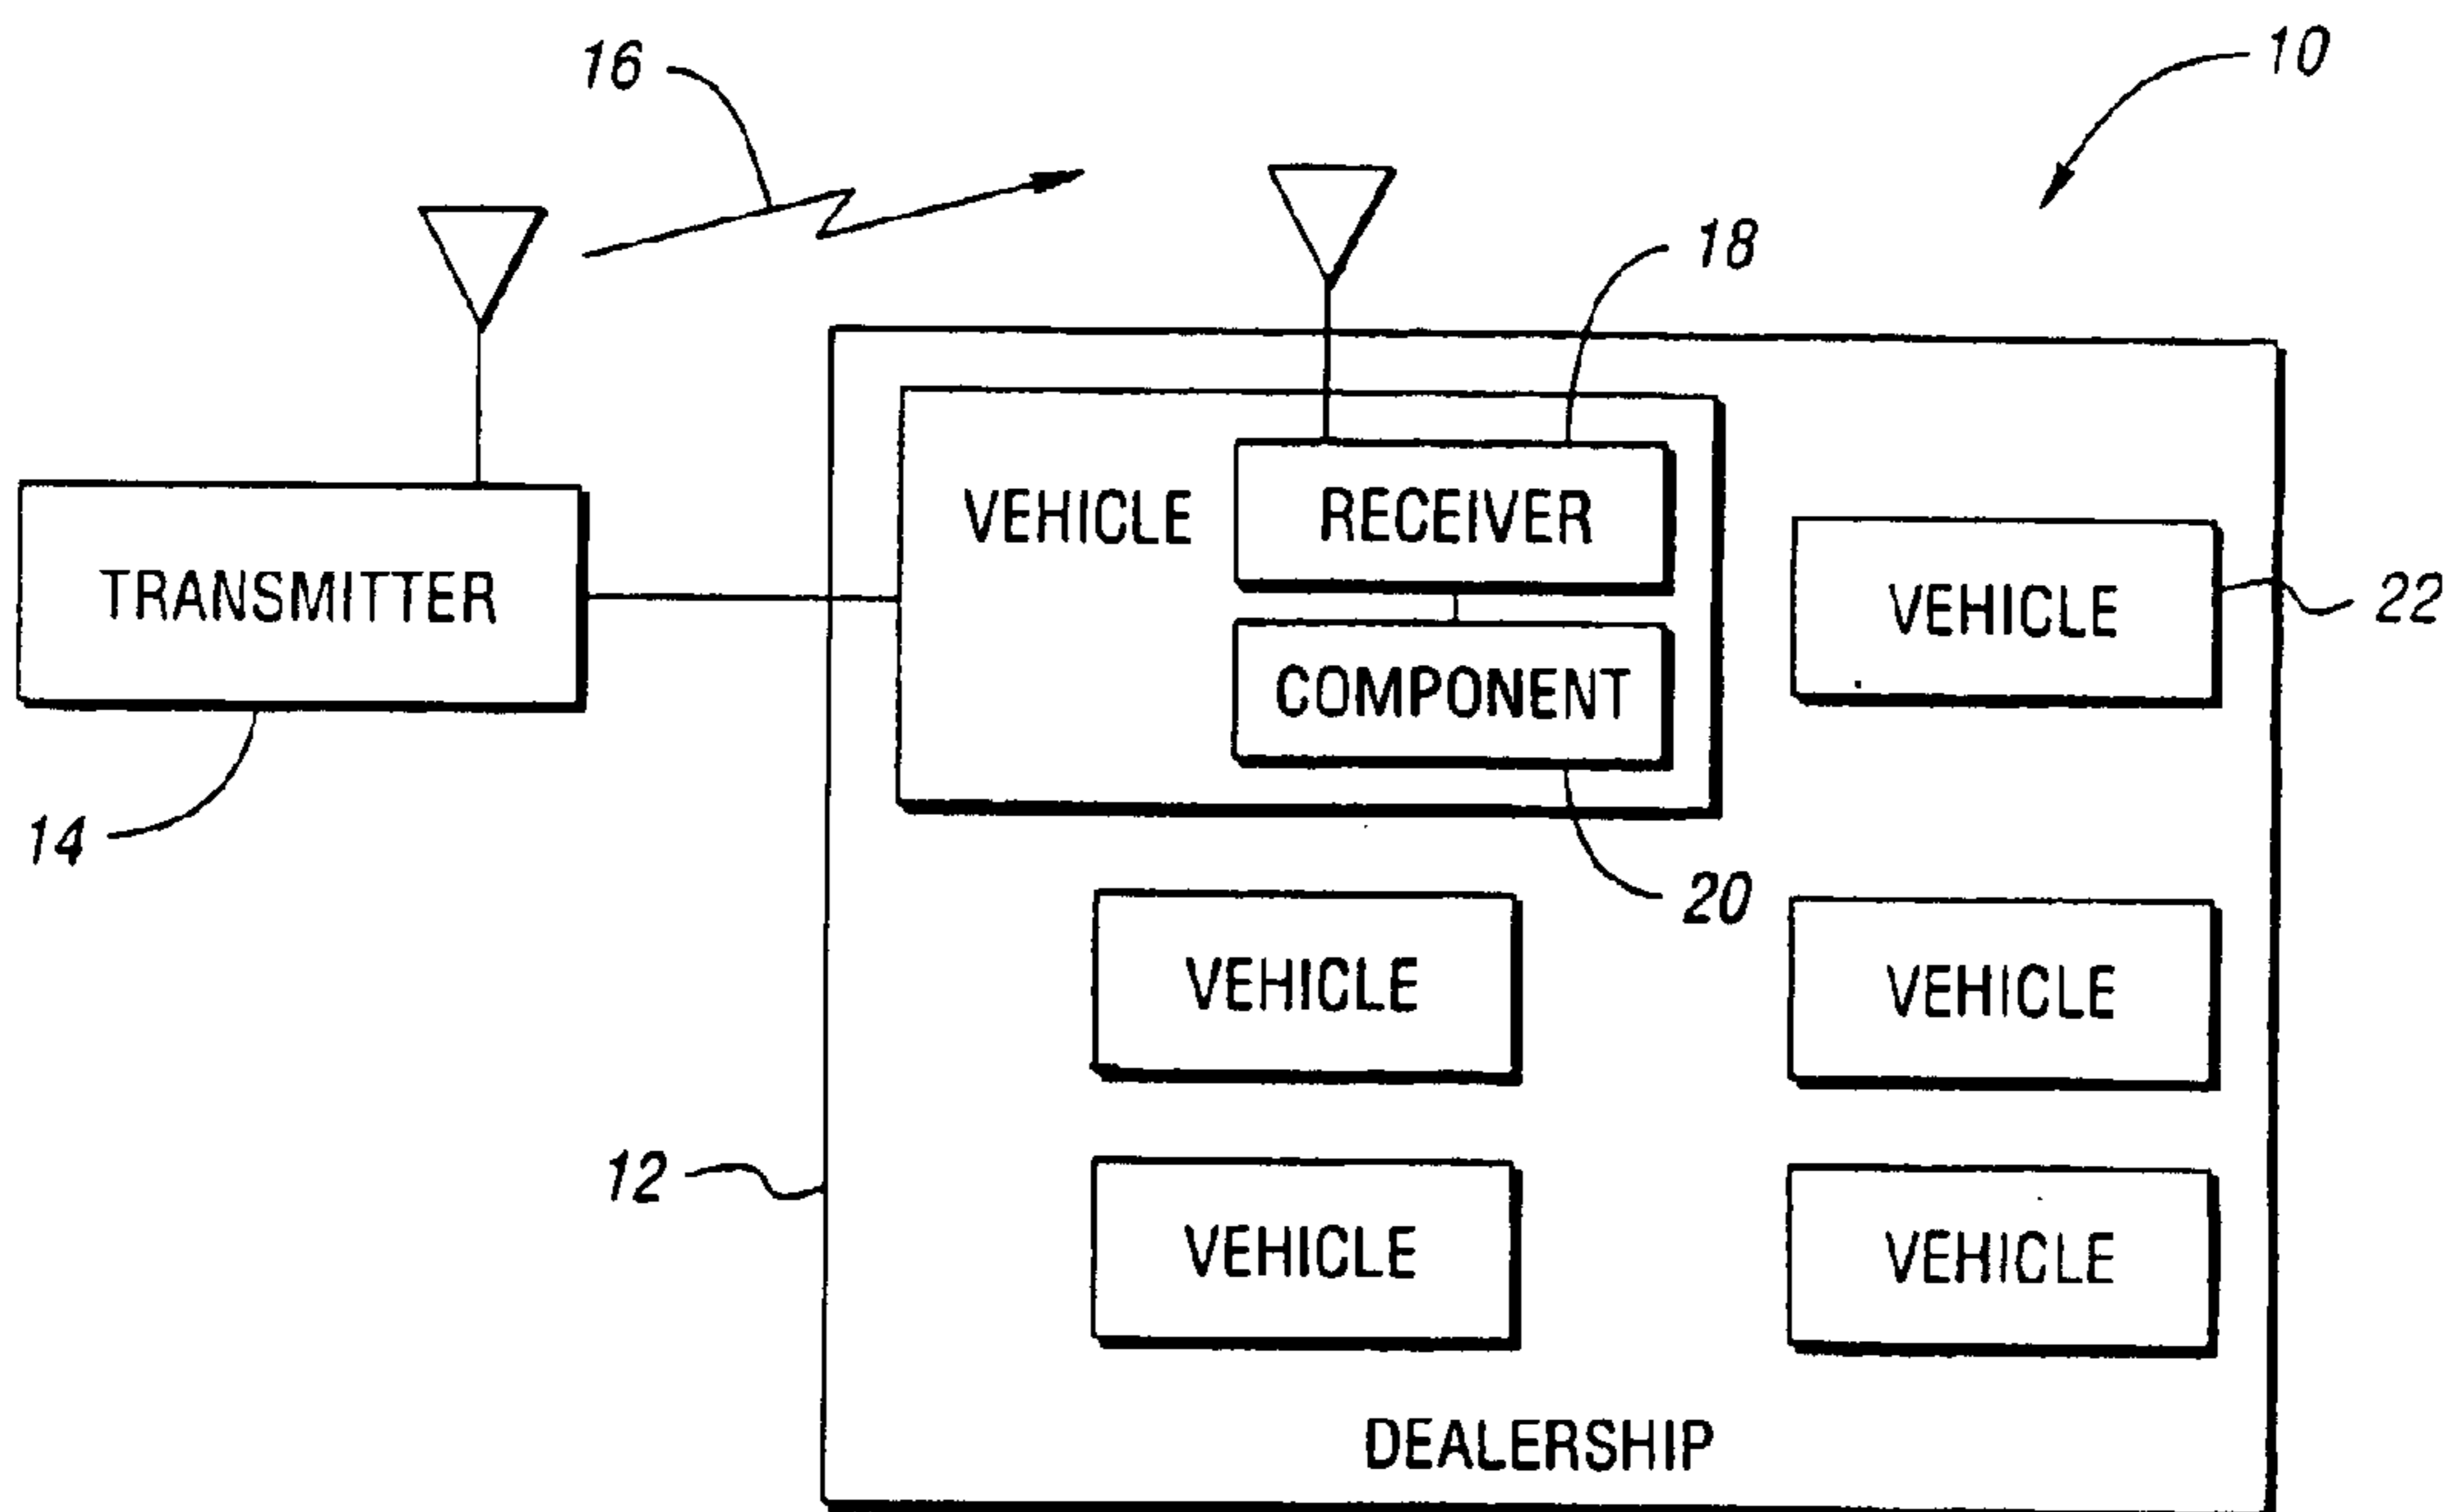 16
10
18
VEHICLE
RECEIVER
TRANSMITTER
VEHICLE
22
COMPONENT
14
20
VEHICLE
VEHICLE
12
VEHICLE
VEHICLE
DEALERSHIP